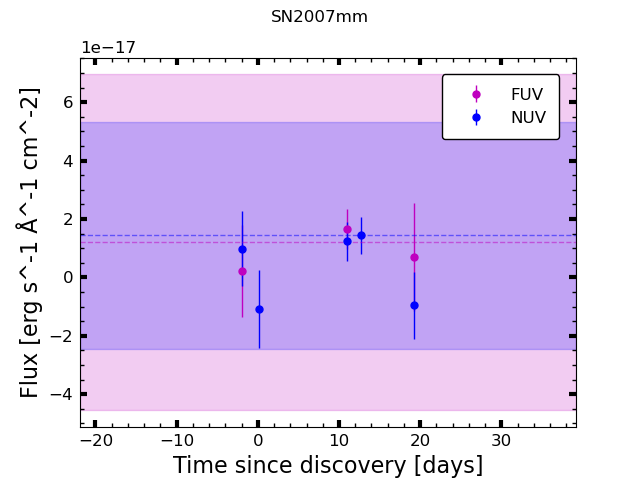 SN2007mm
1e−17
FUV
NUV
6
4
2
0
−2
−4
Flux [erg s^-1 Å^-1 cm^-2]
−20
−10
0
10
20
30
Time since discovery [days]